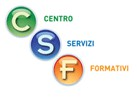 C CENTRO
S SERVIZI
F FORMATIVI